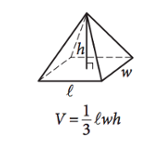 h
w
ℓ
V = 1/3 ℓwh